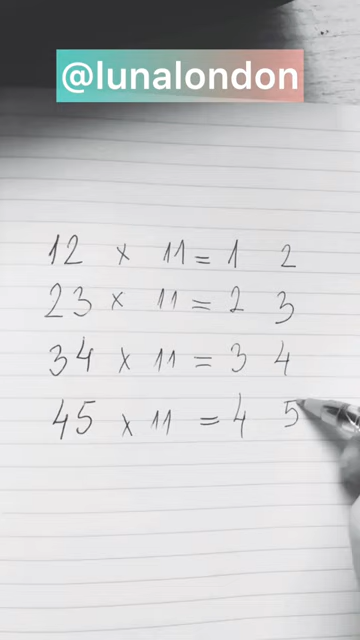 @lunalondon
12 × 11 = 1 2
23 × 11 = 2 3
34 × 11 = 3 4
45 × 11 = 4 5